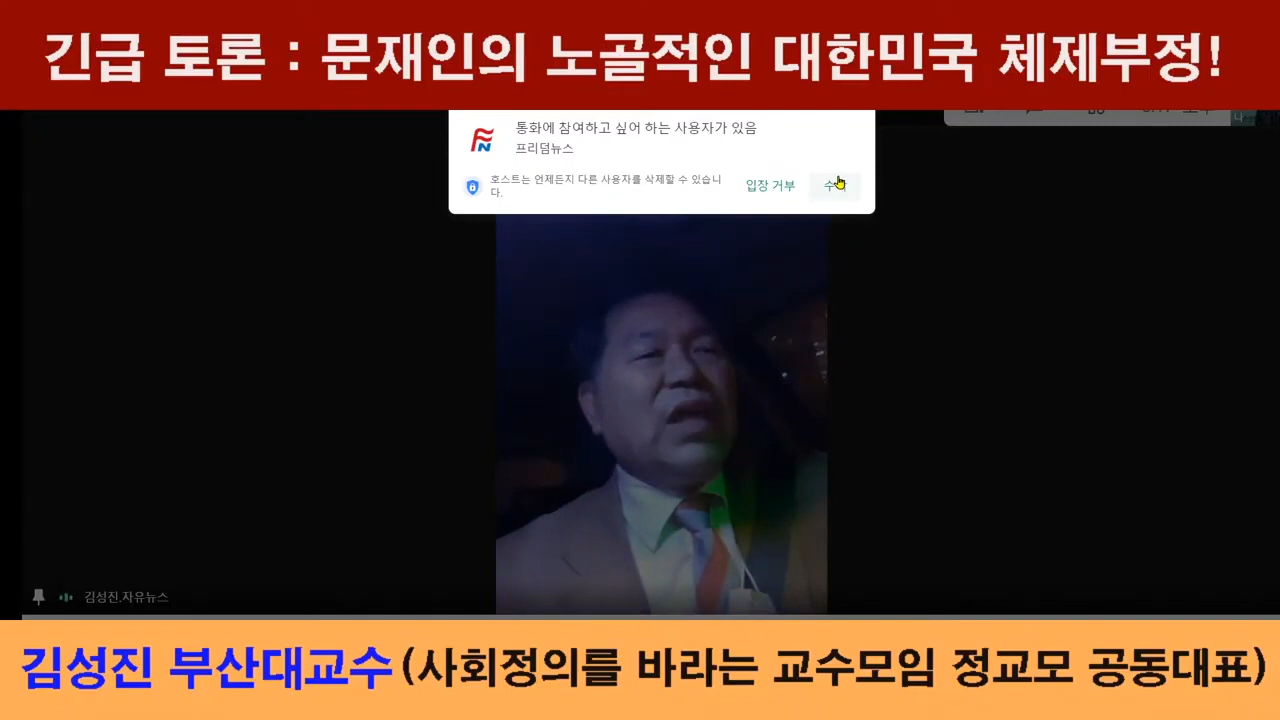 긴급 토론 : 문재인의 노골적인 대한민국 체제부정!
통화에 참여하고 싶어 하는 사용자가 있음
프리덤뉴스
호스트는 언제든지 다른 사용자를 삭제할 수 있습니
다.
입장 거부
김성진.자유뉴스
김성진 부산대교수(사회정의를 바라는 교수모임 정교모 공동대표)